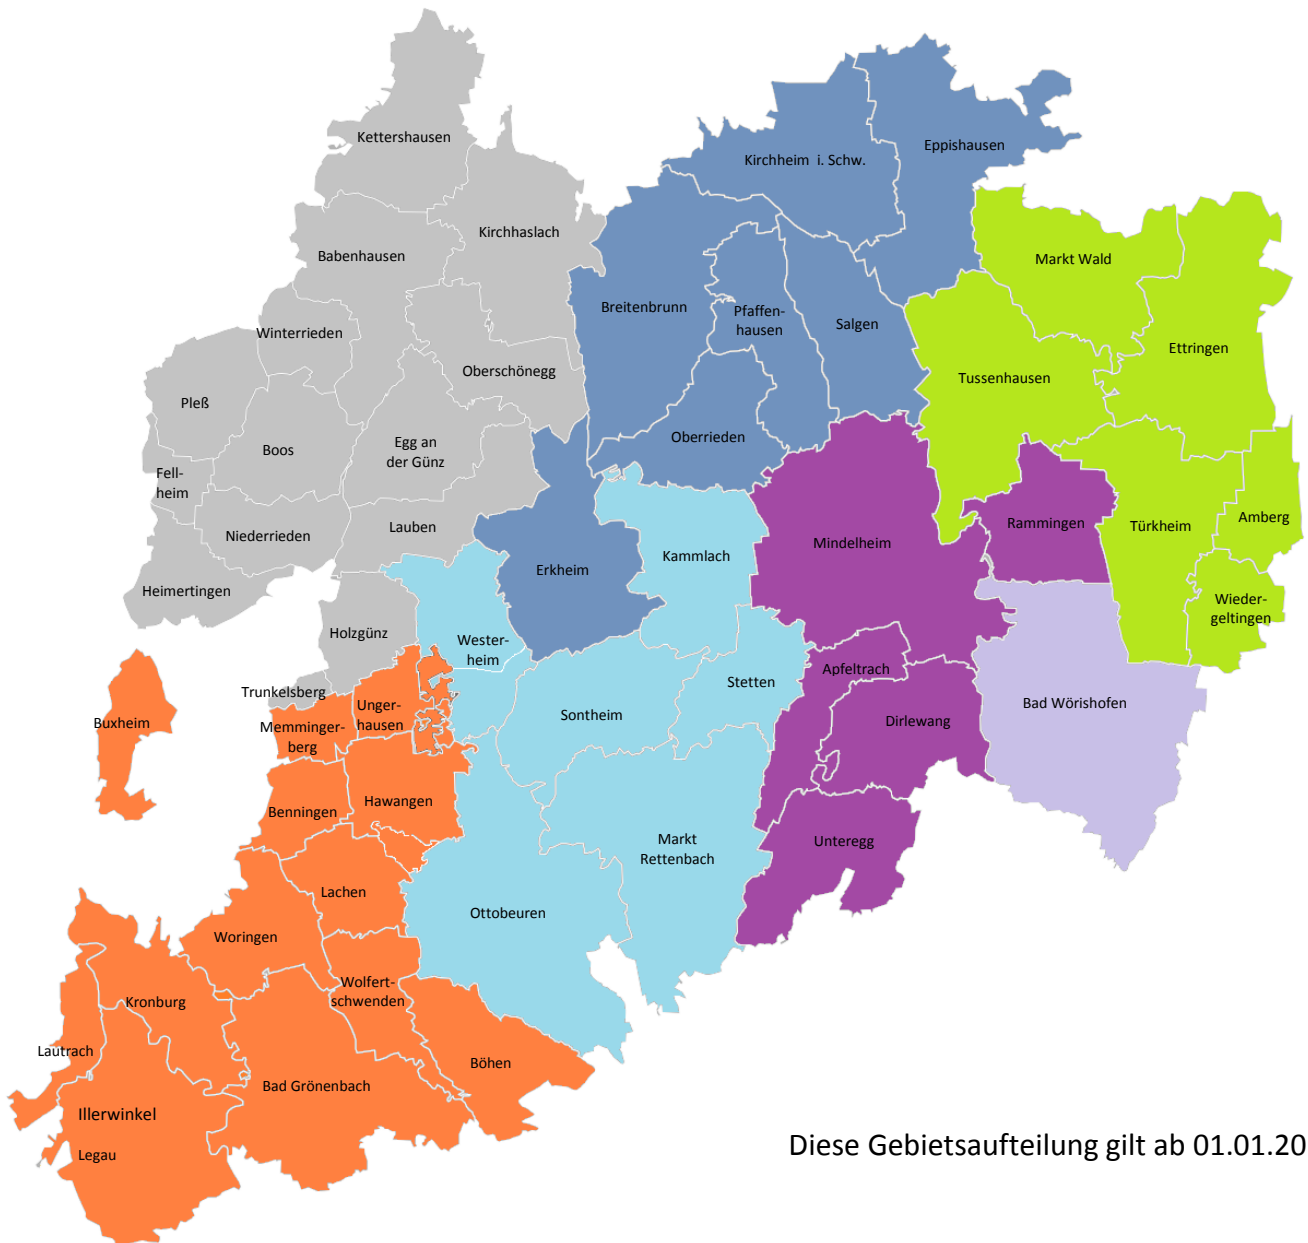 Kettershausen
Kirchheim  i. Schw.
Eppishausen
Kirchhaslach
Babenhausen
Markt Wald
Breitenbrunn
Pfaffen-
hausen
Salgen
Winterrieden
Ettringen
Oberschönegg
Tussenhausen
Pleß
Oberrieden
Boos
Egg an
der Günz
Fell-
heim
Lauben
Niederrieden
Rammingen
Türkheim
Amberg
Mindelheim
Kammlach
Erkheim
Heimertingen
Wieder-
geltingen
Holzgünz
Wester-
heim
Apfeltrach
Stetten
Trunkelsberg
Bad Wörishofen
Unger-
hausen
Buxheim
Memminger-
berg
Sontheim
Dirlewang
Hawangen
Benningen
Markt
Rettenbach
Unteregg
Lachen
Ottobeuren
Woringen
Wolfert-
schwenden
Kronburg
Lautrach
Böhen
Bad Grönenbach
Illerwinkel
Legau
Diese Gebietsaufteilung gilt ab 01.01.20